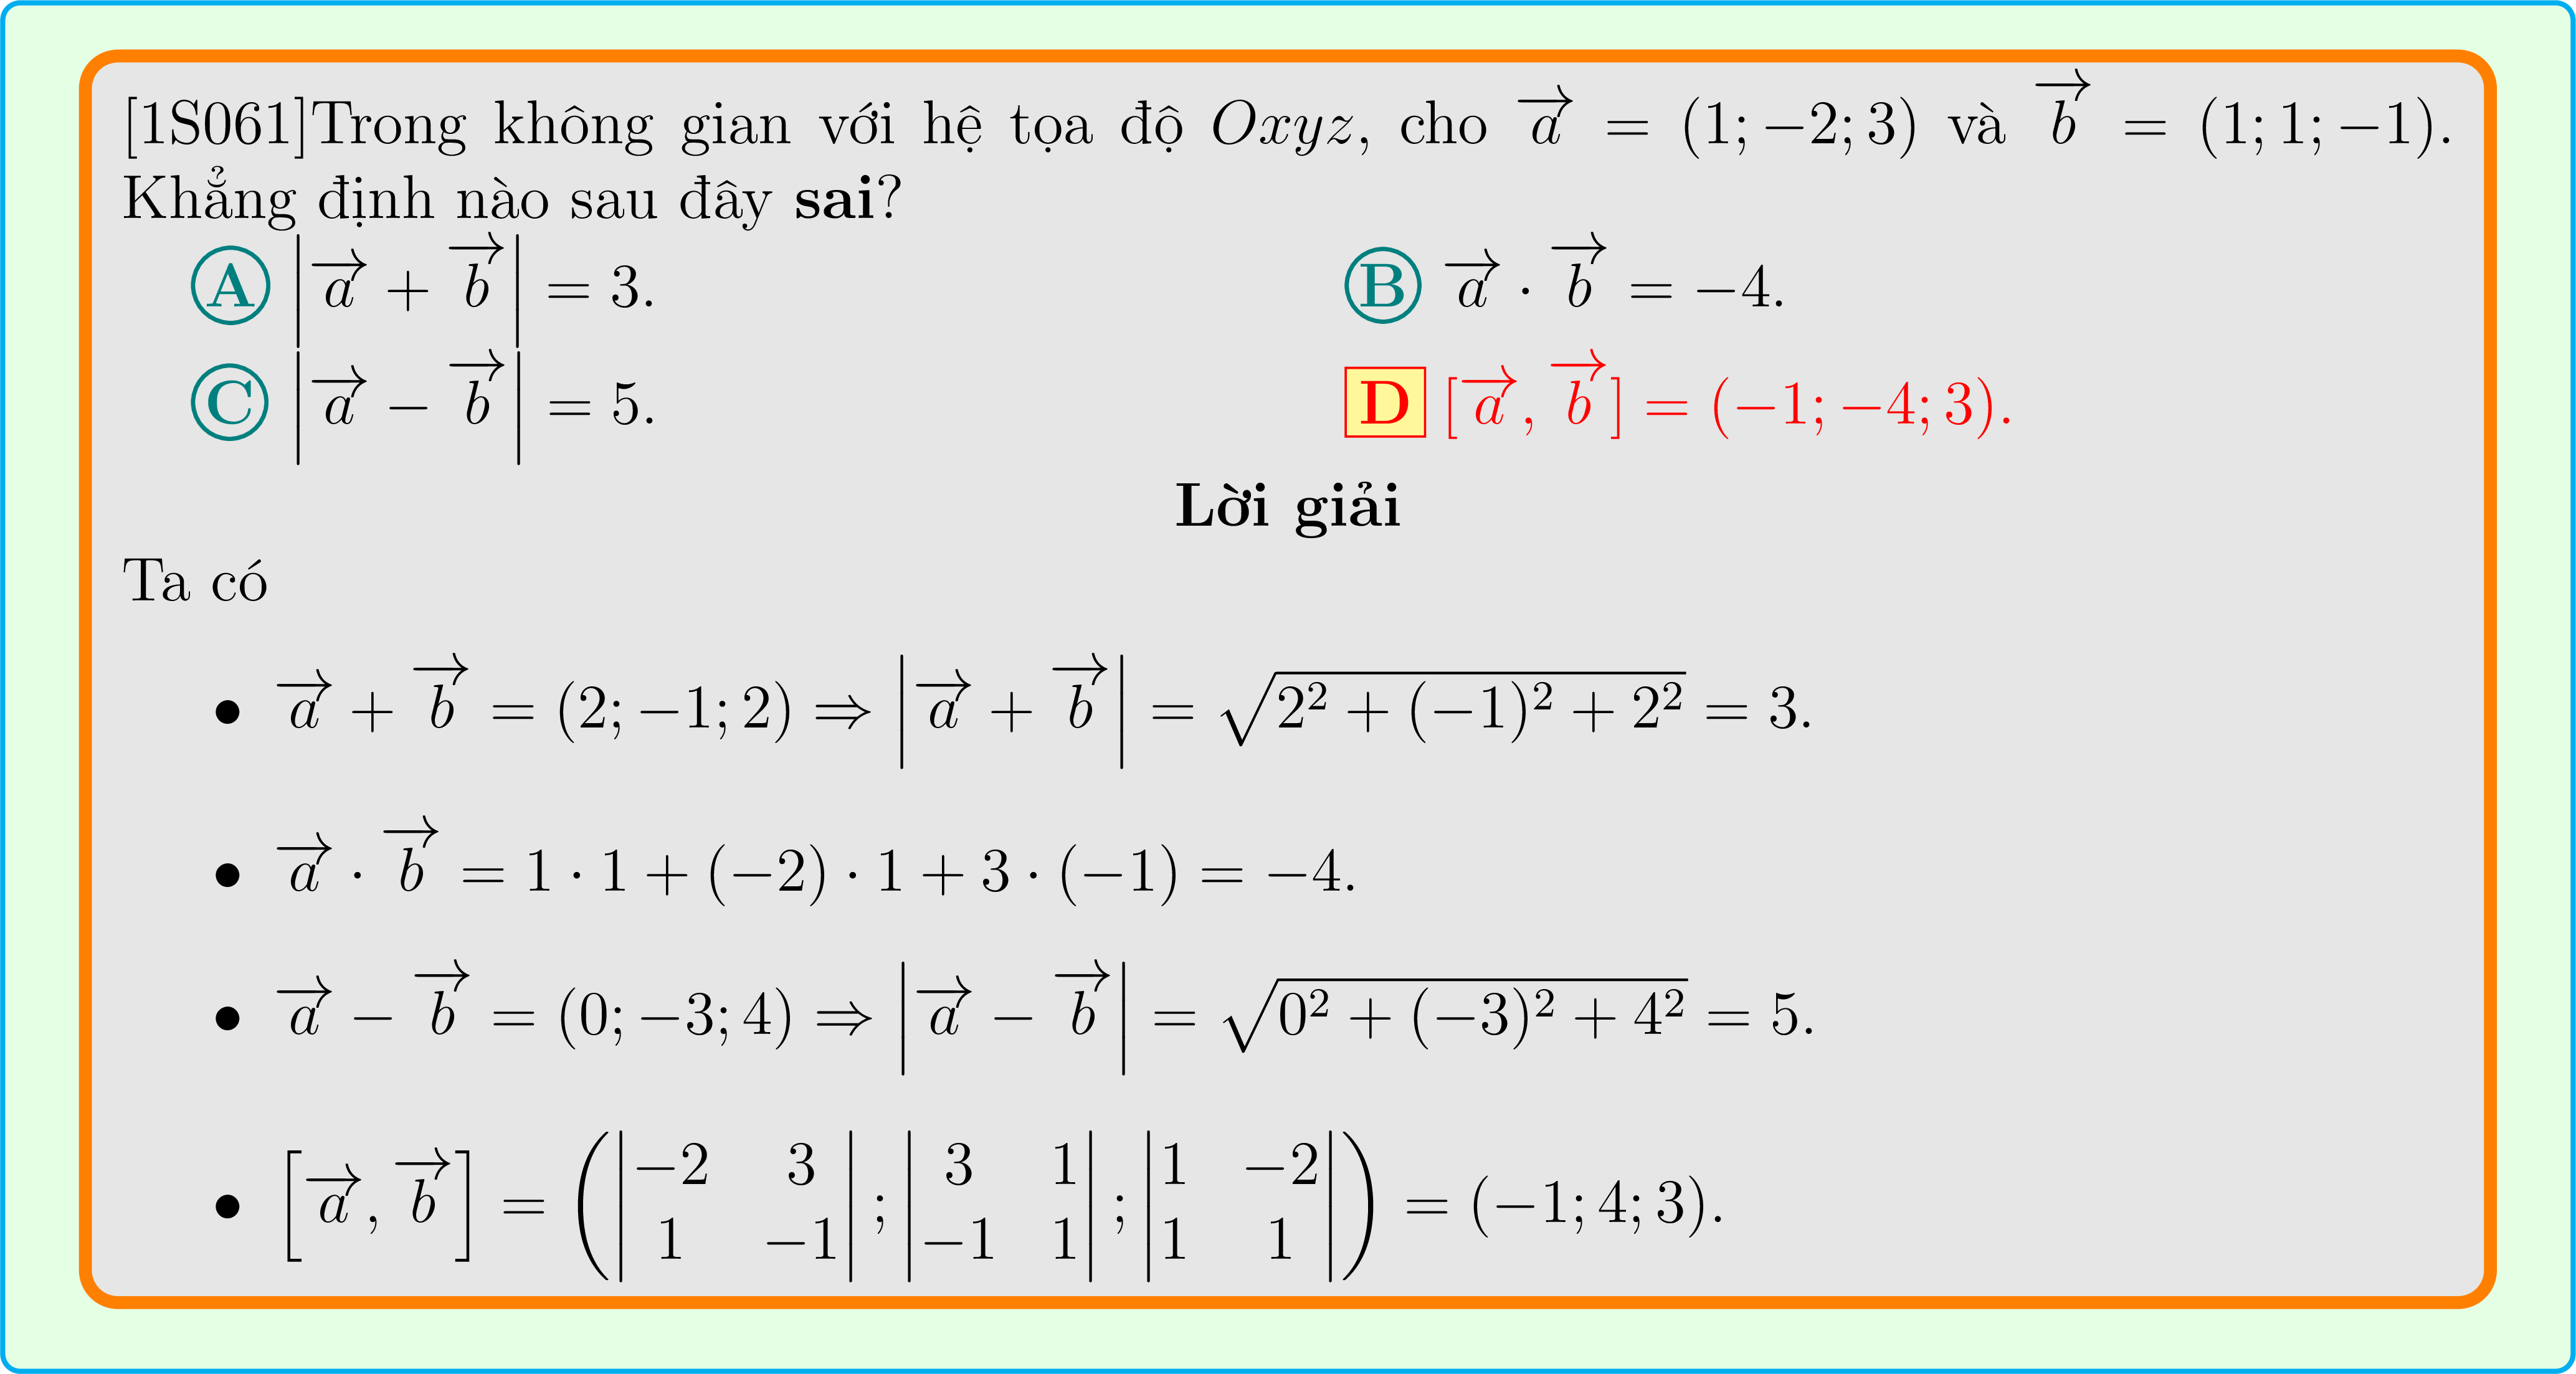 [1S061]Trong không gian với hệ tọa độ $Oxyz$, cho $\overrightarrow{a} = (1; -2; 3)$ và $\overrightarrow{b} = (1; 1; -1)$.
Khẳng định nào sau đây sai?
A $\left|\overrightarrow{a} + \overrightarrow{b}\right| = 3$. B $\overrightarrow{a} \cdot \overrightarrow{b} = -4$.
C $\left|\overrightarrow{a} - \overrightarrow{b}\right| = 5$. D $[\overrightarrow{a}, \overrightarrow{b}] = (-1; -4; 3)$.
Lời giải
Ta có
• $\overrightarrow{a} + \overrightarrow{b} = (2; -1; 2) \Rightarrow \left|\overrightarrow{a} + \overrightarrow{b}\right| = \sqrt{2^2 + (-1)^2 + 2^2} = 3$.
• $\overrightarrow{a} \cdot \overrightarrow{b} = 1 \cdot 1 + (-2) \cdot 1 + 3 \cdot (-1) = -4$.
• $\overrightarrow{a} - \overrightarrow{b} = (0; -3; 4) \Rightarrow \left|\overrightarrow{a} - \overrightarrow{b}\right| = \sqrt{0^2 + (-3)^2 + 4^2} = 5$.
• $\left[\overrightarrow{a}, \overrightarrow{b}\right] = \left(\begin{vmatrix} -2 & 3 \\ 1 & -1 \end{vmatrix}; \begin{vmatrix} 3 & 1 \\ -1 & 1 \end{vmatrix}; \begin{vmatrix} 1 & -2 \\ 1 & 1 \end{vmatrix}\right) = (-1; 4; 3)$.